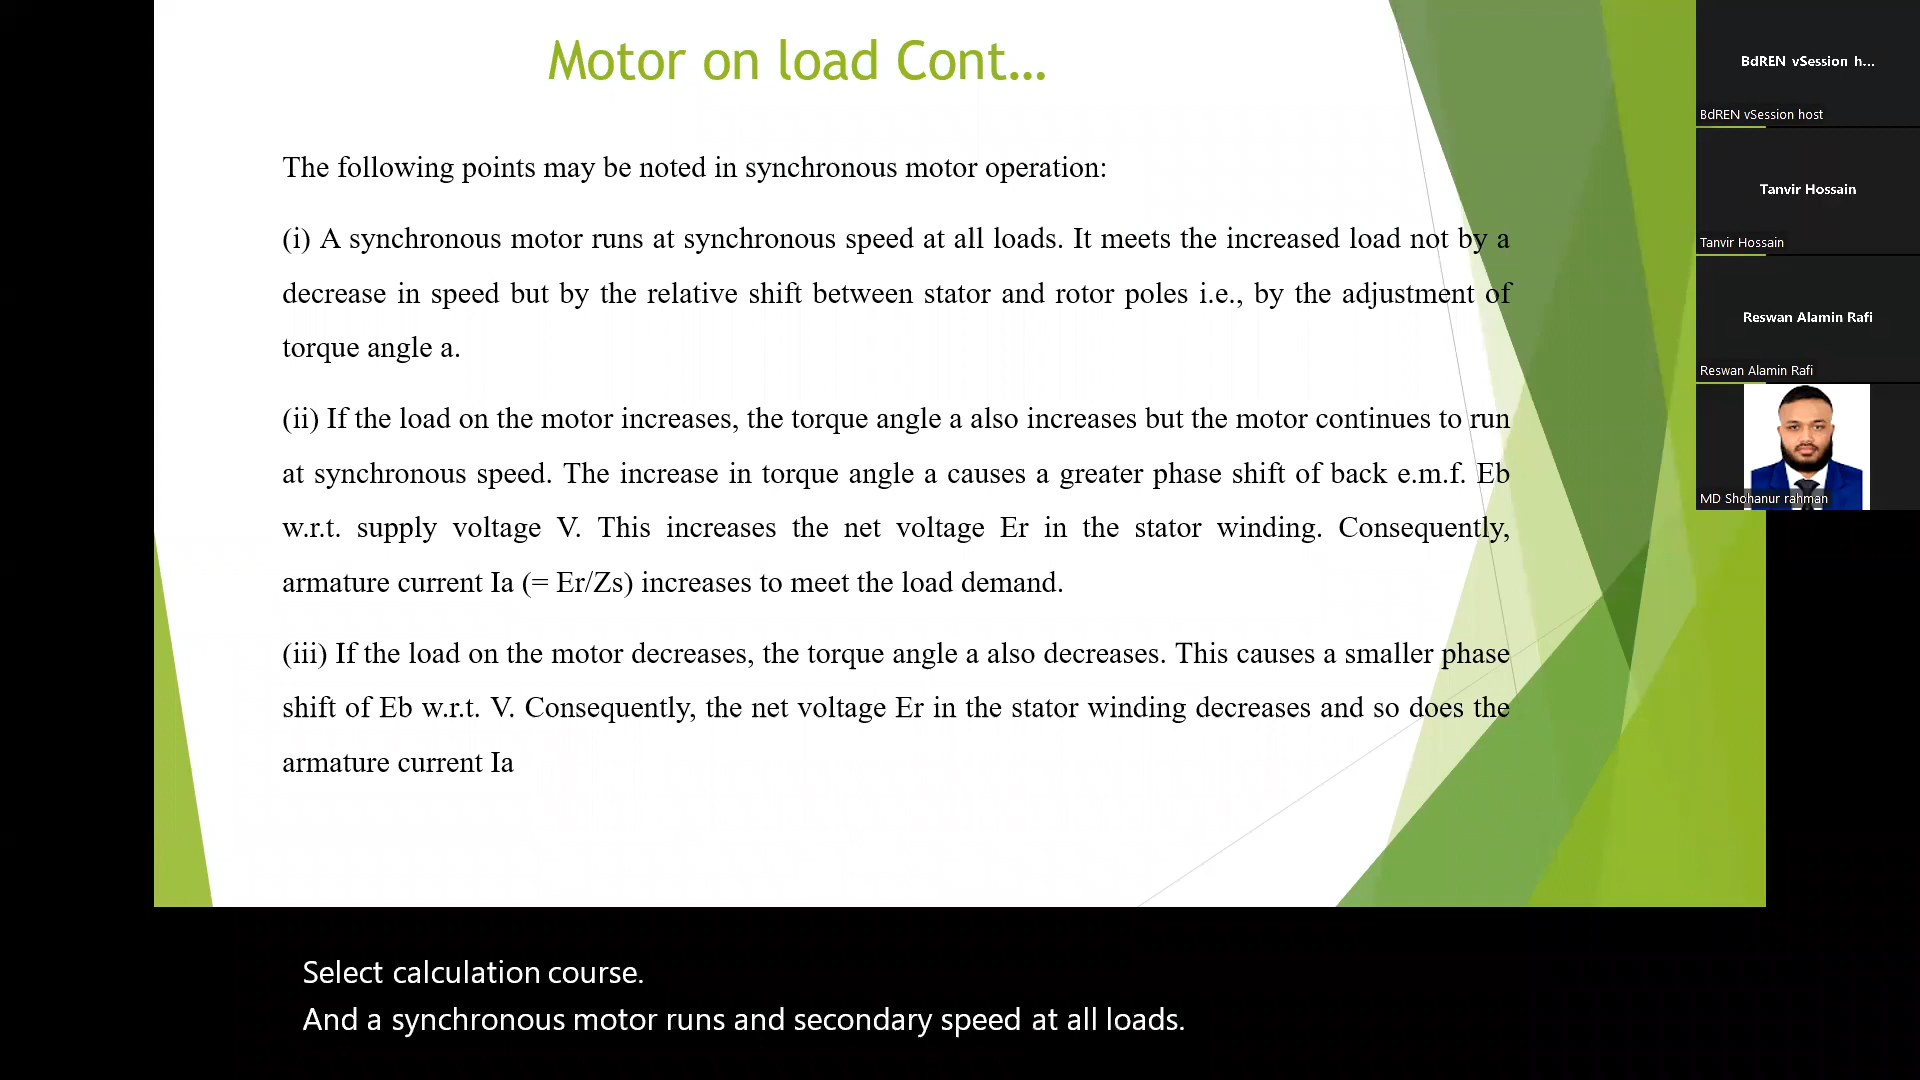 Motor on load Cont…
The following points may be noted in synchronous motor operation:
(i) A synchronous motor runs at synchronous speed at all loads. It meets the increased load not by a
decrease in speed but by the relative shift between stator and rotor poles i.e., by the adjustment of
torque angle a.
(ii) If the load on the motor increases, the torque angle a also increases but the motor continues to run
at synchronous speed. The increase in torque angle a causes a greater phase shift of back e.m.f. Eb
w.r.t. supply voltage V. This increases the net voltage Er in the stator winding. Consequently,
armature current Ia (= Er/Zs) increases to meet the load demand.
(iii) If the load on the motor decreases, the torque angle a also decreases. This causes a smaller phase
shift of Eb w.r.t. V. Consequently, the net voltage Er in the stator winding decreases and so does the
armature current Ia
BdREN vSession h...
BdREN vSession host
Tanvir Hossain
Tanvir Hossain
Reswan Alamin Rafi
Reswan Alamin Rafi
MD Shohanur rahman
Select calculation course.
And a synchronous motor runs and secondary speed at all loads.